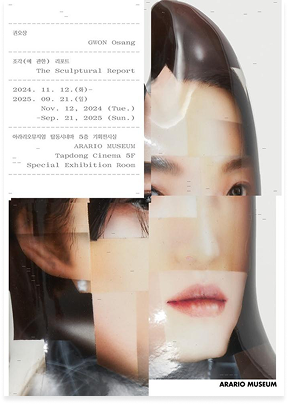 권오상
GWON Osang
조각(에 관한) 리포트
The Sculptural Report
2024. 11. 12.(화)-
2025. 09. 21.(일)
Nov. 12, 2024 (Tue.)
-Sep. 21, 2025 (Sun.)
아라리오뮤지엄 탑동시네마 5층 기획전시실
ARARIO MUSEUM
Tapdong Cinema 5F
Special Exhibition Room
ARARIO MUSEUM